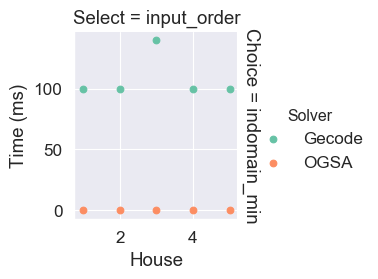 Select = input_order
Time (ms)
100
50
0
2
4
House
Choice = indomain_min
Solver
Gecode
OGSA